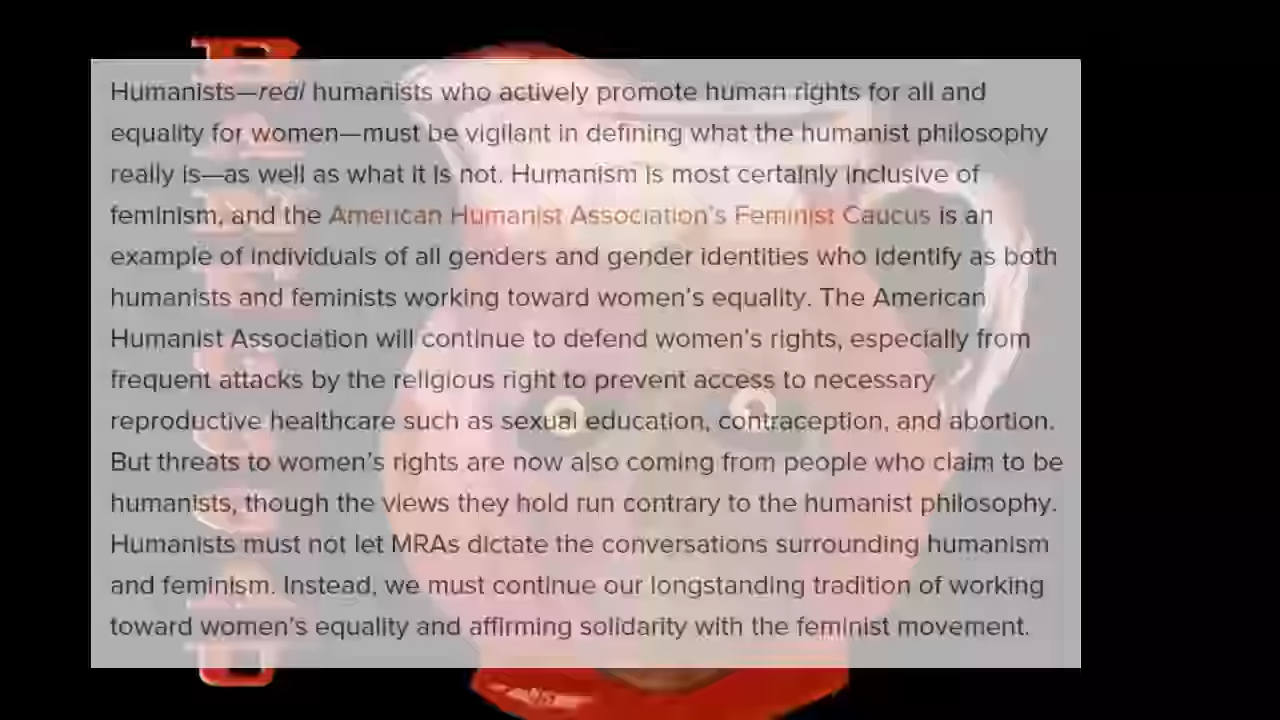 Humanists—real humanists who actively promote human rights for all and
equality for women—must be vigilant in defining what the humanist philosophy
really is—as well as what it is not. Humanism is most certainly inclusive of
feminism, and the American Humanist Association's Feminist Caucus is an
example of individuals of all genders and gender identities who identify as both
humanists and feminists working toward women's equality. The American
Humanist Association will continue to defend women's rights, especially from
frequent attacks by the religious right to prevent access to necessary
reproductive healthcare such as sexual education, contraception, and abortion.
But threats to women's rights are now also coming from people who claim to be
humanists, though the views they hold run contrary to the humanist philosophy.
Humanists must not let MRAs dictate the conversations surrounding humanism
and feminism. Instead, we must continue our longstanding tradition of working
toward women's equality and affirming solidarity with the feminist movement.